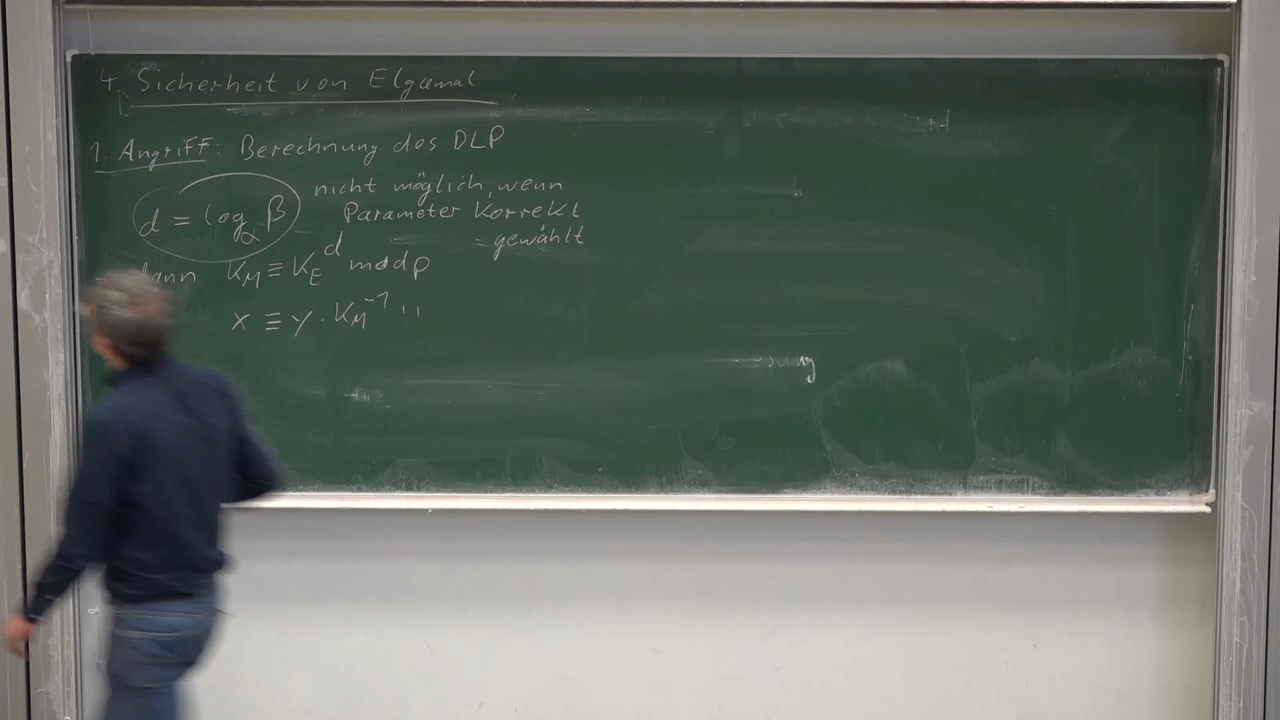 4. Sicherheit von Elgamal
1. Angriff: Berechnung des DLP
d = log_α β nicht möglich, wenn
Parameter korrekt
gewählt
dann K_M ≡ K_E^d mod p
x ≡ y · K_M^-1 "